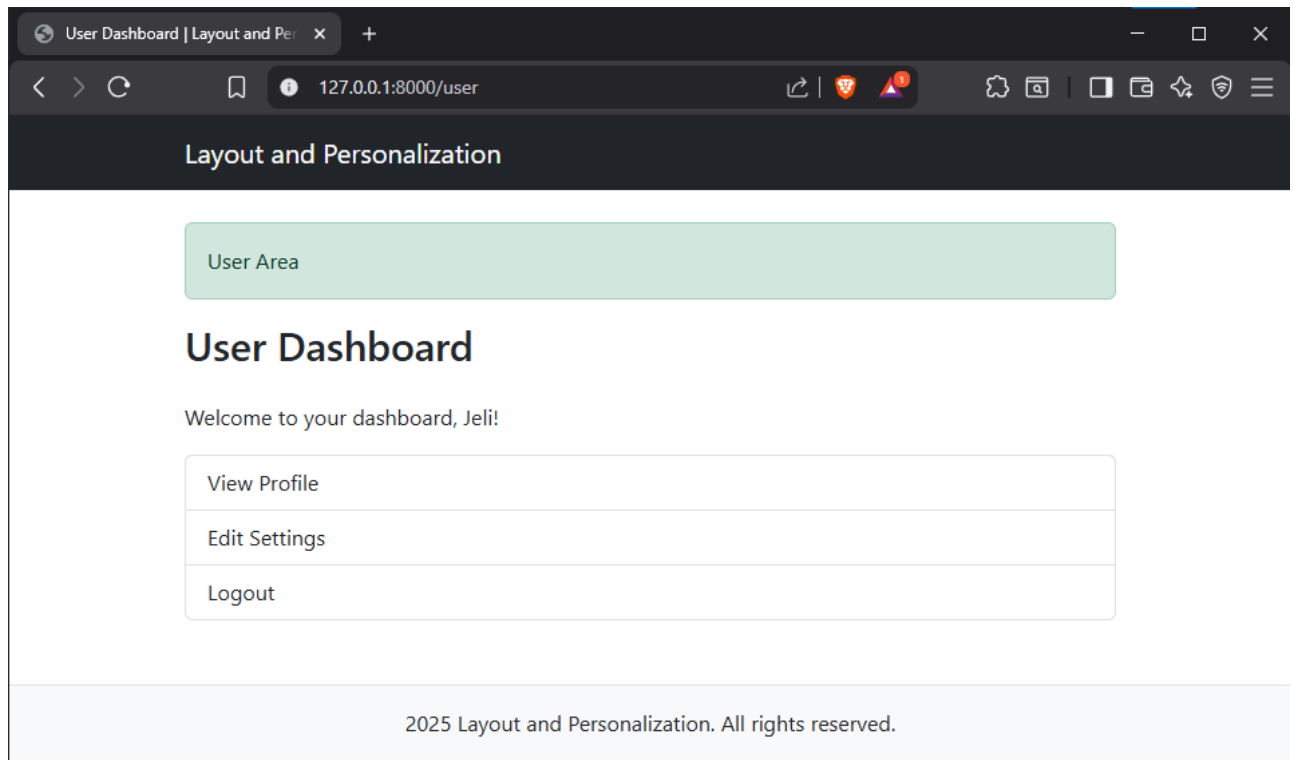 User Dashboard | Layout and Per
127.0.0.1:8000/user
1
Layout and Personalization
User Area
User Dashboard
Welcome to your dashboard, Jeli!
View Profile
Edit Settings
Logout
2025 Layout and Personalization. All rights reserved.